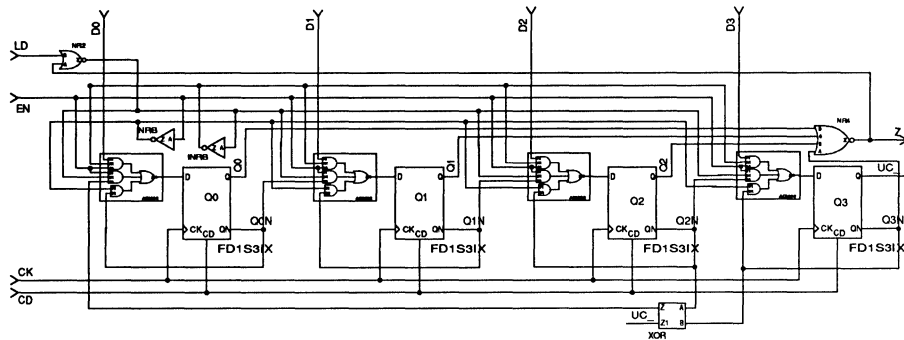 D0
D1
D2
D3
LD
NR2
EN
INRB
Z A
INRB
Z A
NR4
Z
Q0
Q1
Q2
UC_
D
Q0
Q
D
Q1
Q
D
Q2
Q
D
Q3
Q
Q0N
Q1N
Q2N
Q3N
CK CD QN
CK CD QN
CK CD QN
CK CD QN
FD1S3IX
FD1S3IX
FD1S3IX
FD1S3IX
CK
CD
UC_
Z A
Z1 B
XOR